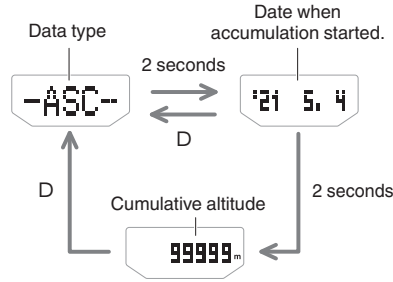 Data type
Date when
accumulation started.
2 seconds
-ASC-
'21 5. 4
D
D
2 seconds
Cumulative altitude
99999m